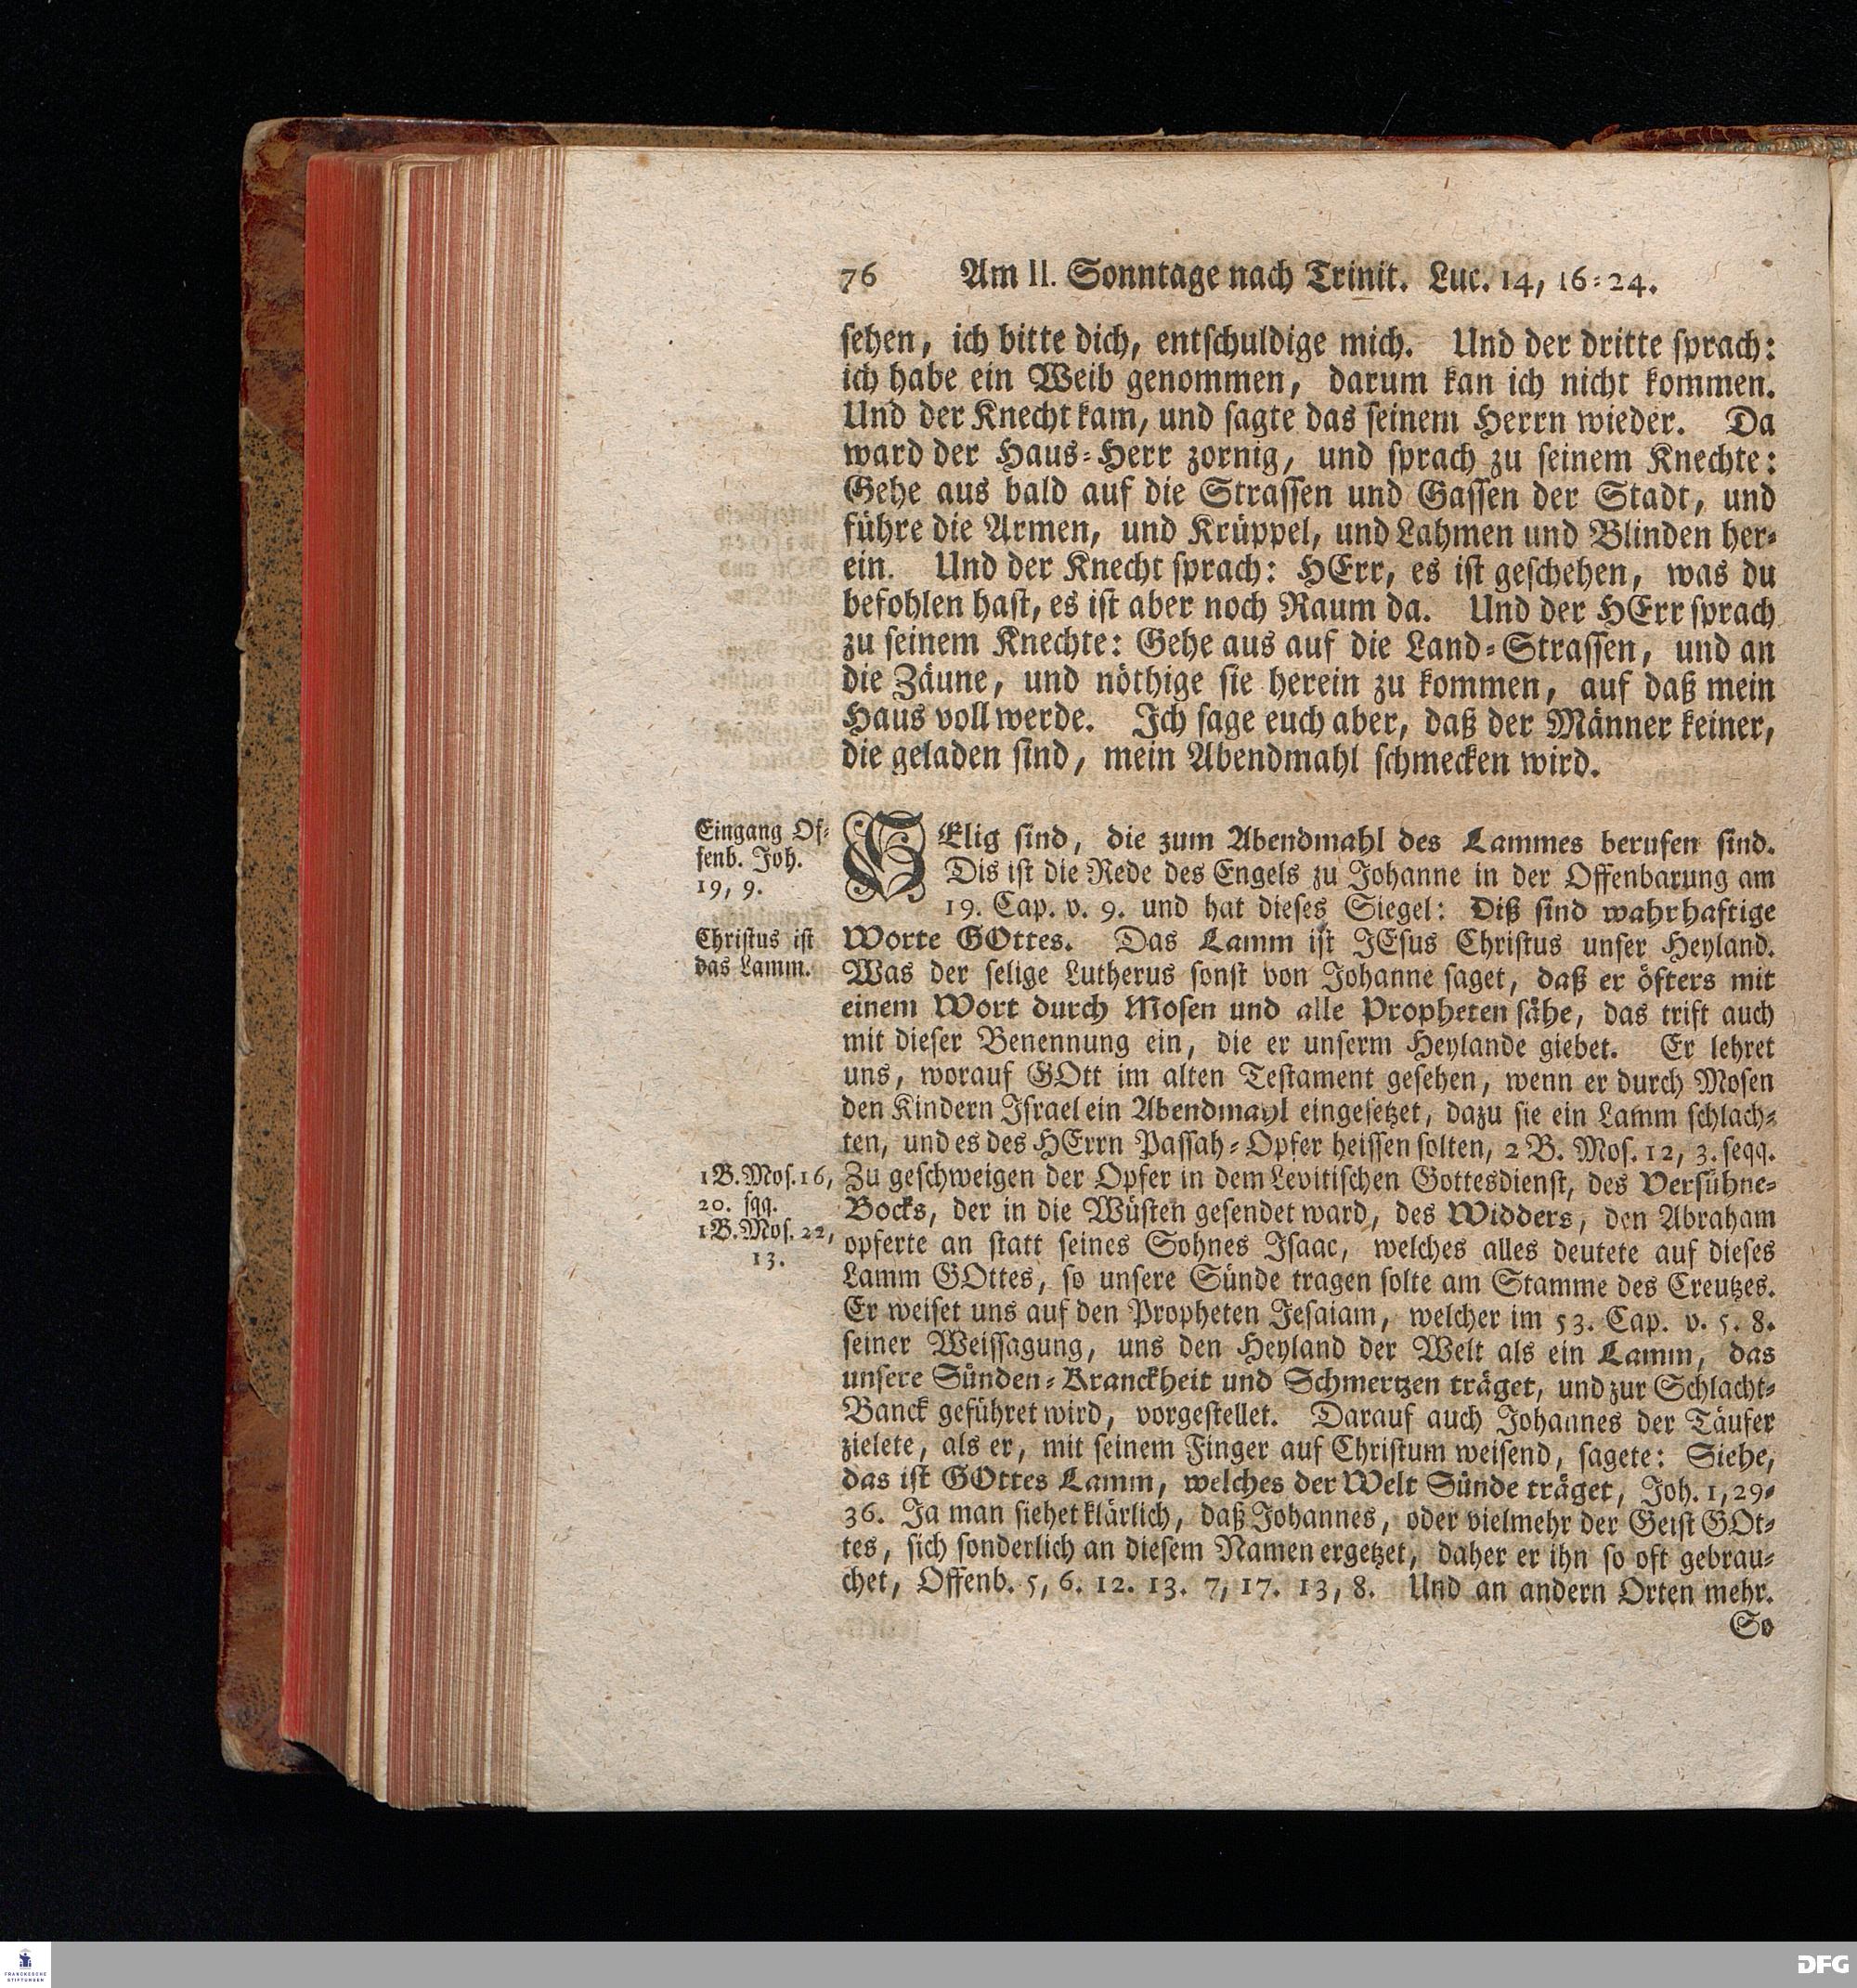 76 Am II. Sonntage nach Trinit. Luc. 14, 16-24.
sehen, ich bitte dich, entschuldige mich. Und der dritte sprach:
ich habe ein Weib genommen, darum kan ich nicht kommen.
Und der Knecht kam, und sagte das seinem Herrn wieder. Da
ward der Haus-Herr zornig, und sprach zu seinem Knechte:
Gehe aus bald auf die Strassen und Gassen der Stadt, und
führe die Armen, und Krüppel, und Lahmen und Blinden her-
ein. Und der Knecht sprach: HErr, es ist geschehen, was du
befohlen hast, es ist aber noch Raum da. Und der HErr sprach
zu seinem Knechte: Gehe aus auf die Land-Strassen, und an
die Zäune, und nöthige sie herein zu kommen, auf daß mein
Haus voll werde. Ich sage euch aber, daß der Männer keiner,
die geladen sind, mein Abendmahl schmecken wird.
Eingang Of-
fenb. Joh.
19, 9.
SElig sind, die zum Abendmahl des Lammes berufen sind.
Dis ist die Rede des Engels zu Johanne in der Offenbarung am
19. Cap. v. 9. und hat dieses Siegel: Diß sind wahrhaftige
Christus ist
das Lamm.
Worte GOttes. Das Lamm ist JEsus Christus unser Heyland.
Was der selige Lutherus sonst von Johanne saget, daß er öfters mit
einem Wort durch Mosen und alle Propheten sähe, das trift auch
mit dieser Benennung ein, die er unserm Heylande giebet. Er lehret
uns, worauf GOtt im alten Testament gesehen, wenn er durch Mosen
den Kindern Israel ein Abendmahl eingesetzet, dazu sie ein Lamm schlach-
ten, und es des HErrn Passah-Opfer heissen solten, 2 B. Mos. 12, 3. seqq.
1 B. Mos. 16,
20. sqq.
1 B. Mos. 22,
13.
Zu geschweigen der Opfer in dem Levitischen Gottesdienst, des Versühne-
Bocks, der in die Wüsten gesendet ward, des Widders, den Abraham
opferte an statt seines Sohnes Isaac, welches alles deutete auf dieses
Lamm GOttes, so unsere Sünde tragen solte am Stamme des Creutzes.
Er weiset uns auf den Propheten Jesaiam, welcher im 53. Cap. v. 5. 8.
seiner Weissagung, uns den Heyland der Welt als ein Lamm, das
unsere Sünden-Kranckheit und Schmertzen träget, und zur Schlacht-
Banck geführet wird, vorgestellet. Darauf auch Johannes der Täufer
zielete, als er, mit seinem Finger auf Christum weisend, sagete: Siehe,
das ist GOttes Lamm, welches der Welt Sünde träget, Joh. 1, 29-
36. Ja man siehet klärlich, daß Johannes, oder vielmehr der Geist GOt-
tes, sich sonderlich an diesem Namen ergetzet, daher er ihn so oft gebrau-
chet, Offenb. 5, 6. 12. 13. 7, 17. 13, 8. Und an andern Orten mehr.
So
FRANCKESCHE
STIFTUNGEN
DFG